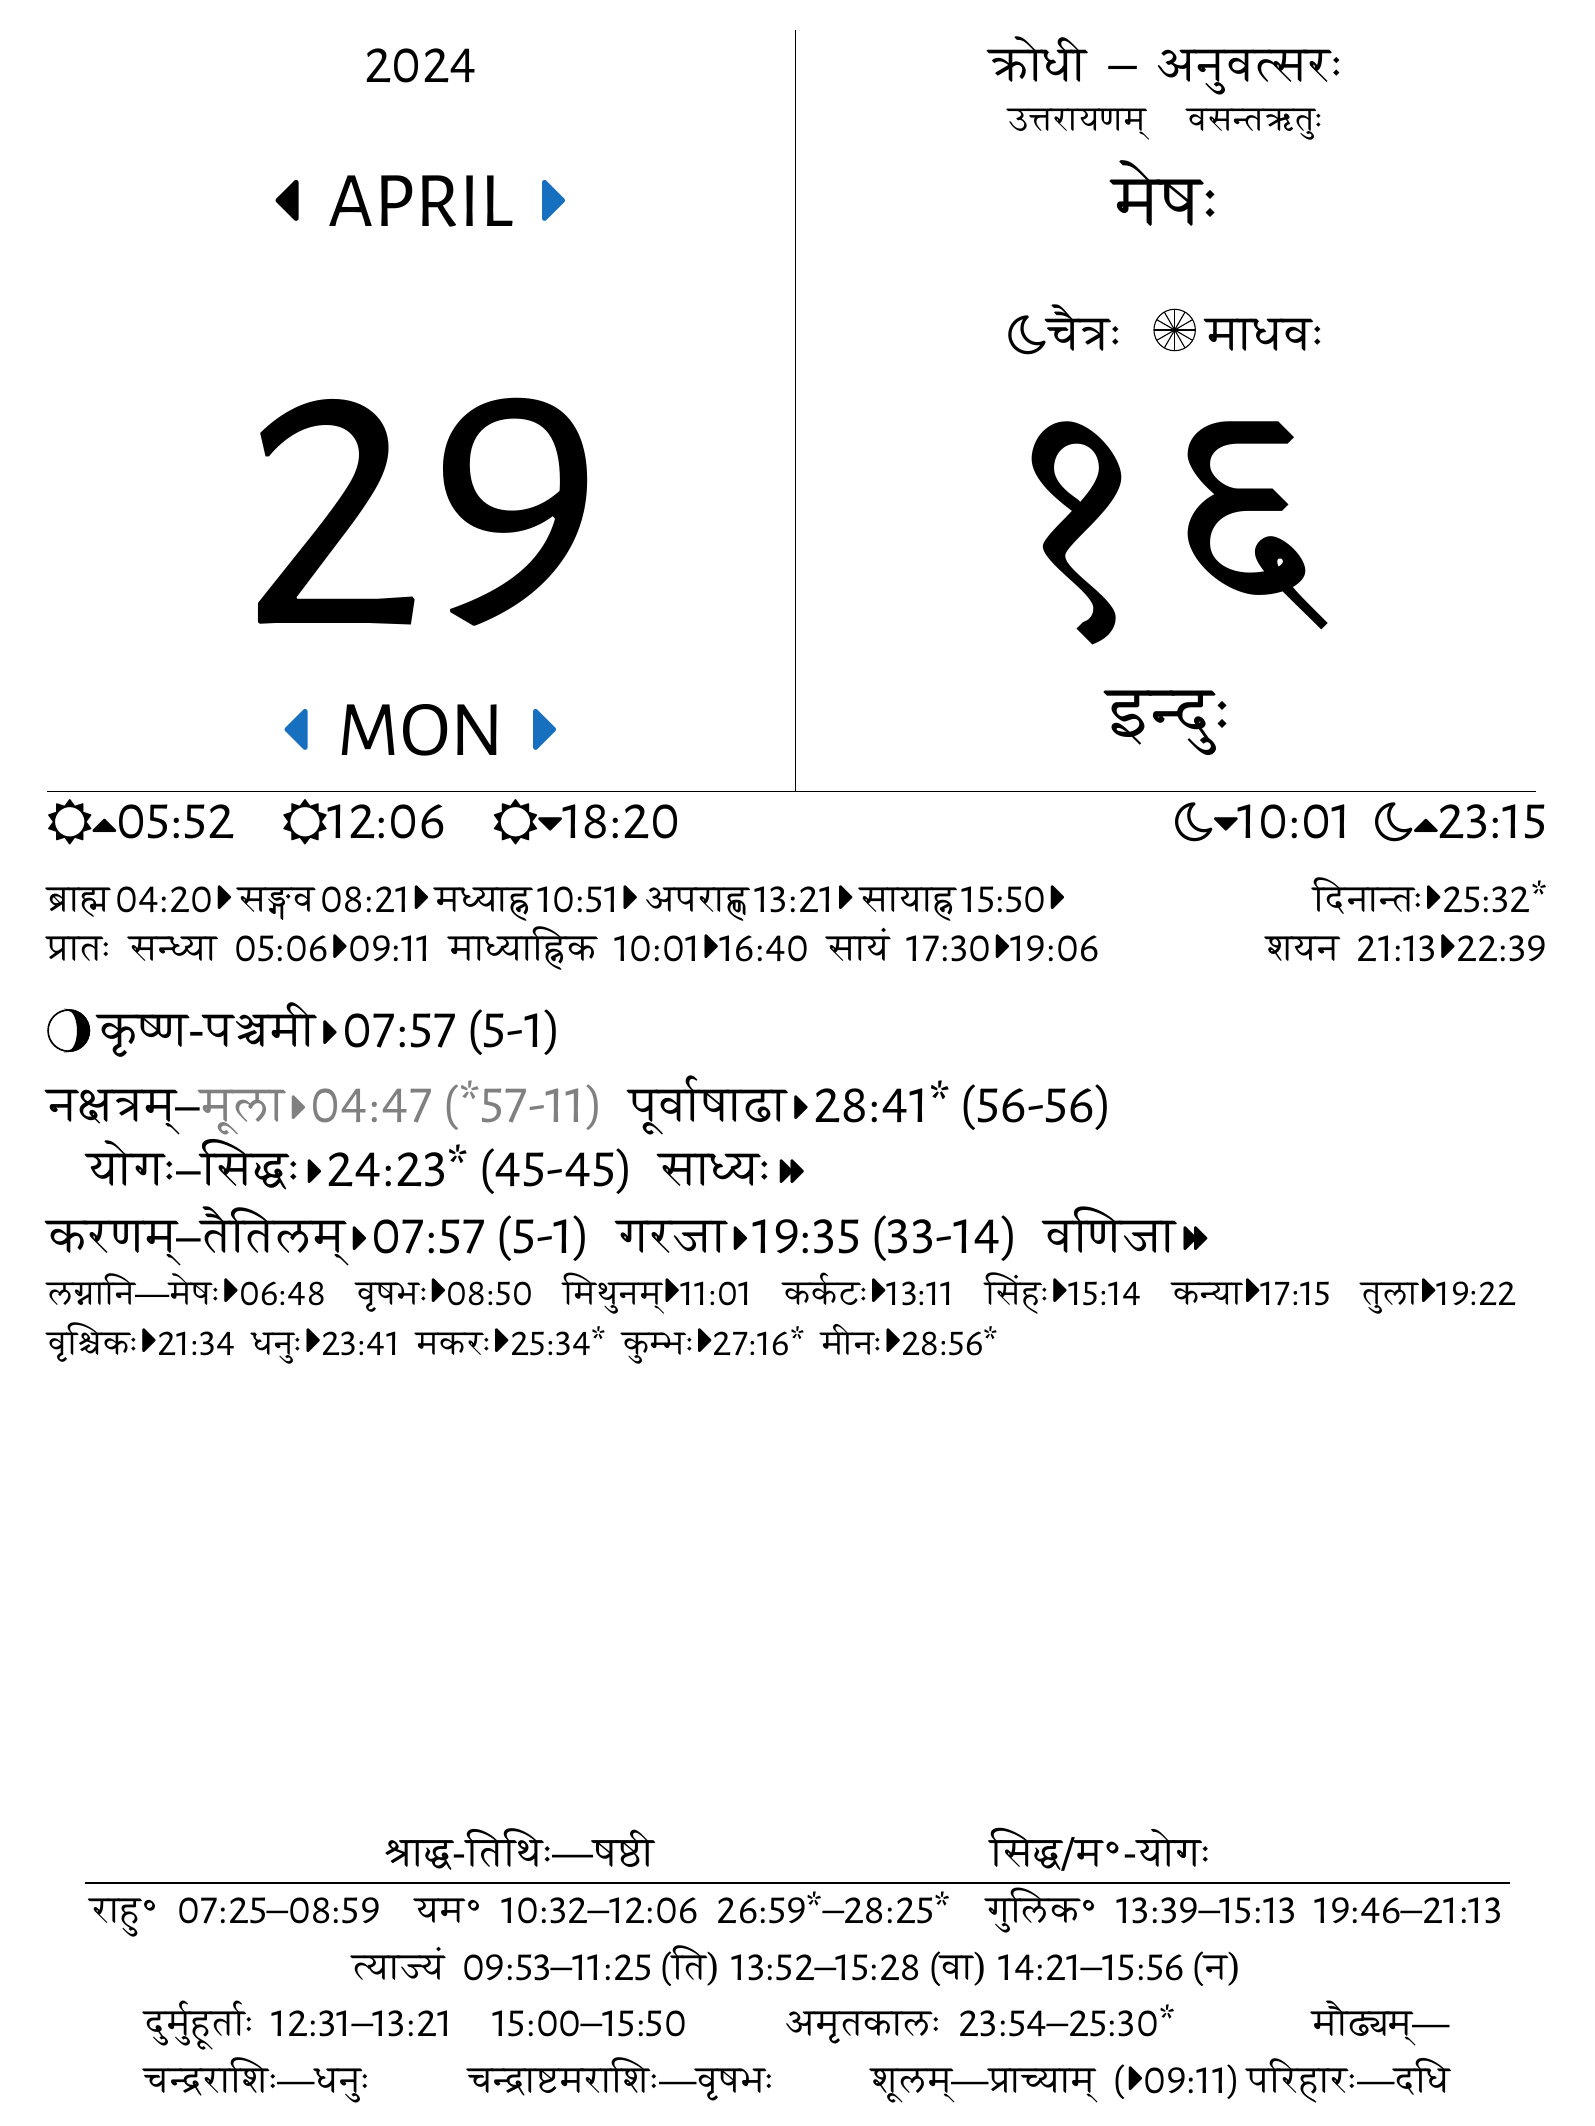 2024
APRIL
29
MON
क्रोधी – अनुवत्सरः
उत्तरायणम् वसन्तऋतुः
मेषः
चैत्रः माधवः
१६
इन्दुः
05:52 12:06 18:20 10:01 23:15
ब्राह्म 04:20 सङ्गव 08:21 मध्याह्न 10:51 अपराह्ण 13:21 सायाह्न 15:50 दिनान्तः 25:32*
प्रातः सन्ध्या 05:06 09:11 माध्याह्निक 10:01 16:40 सायं 17:30 19:06 शयन 21:13 22:39
कृष्ण-पञ्चमी 07:57 (5-1)
नक्षत्रम्–मूला 04:47 (*57-11) पूर्वाषाढा 28:41* (56-56)
योगः–सिद्धः 24:23* (45-45) साध्यः
करणम्–तैतिलम् 07:57 (5-1) गरजा 19:35 (33-14) वणिजा
लग्नानि—मेषः 06:48 वृषभः 08:50 मिथुनम् 11:01 कर्कटः 13:11 सिंहः 15:14 कन्या 17:15 तुला 19:22
वृश्चिकः 21:34 धनुः 23:41 मकरः 25:34* कुम्भः 27:16* मीनः 28:56*
श्राद्ध-तिथिः—षष्ठी सिद्ध/म॰-योगः
राहु॰ 07:25–08:59 यम॰ 10:32–12:06 26:59*–28:25* गुलिक॰ 13:39–15:13 19:46–21:13
त्याज्यं 09:53–11:25 (ति) 13:52–15:28 (वा) 14:21–15:56 (न)
दुर्मुहूर्ताः 12:31–13:21 15:00–15:50 अमृतकालः 23:54–25:30* मौढ्यम्—
चन्द्रराशिः—धनुः चन्द्राष्टमराशिः—वृषभः शूलम्—प्राच्याम् (09:11) परिहारः—दधि